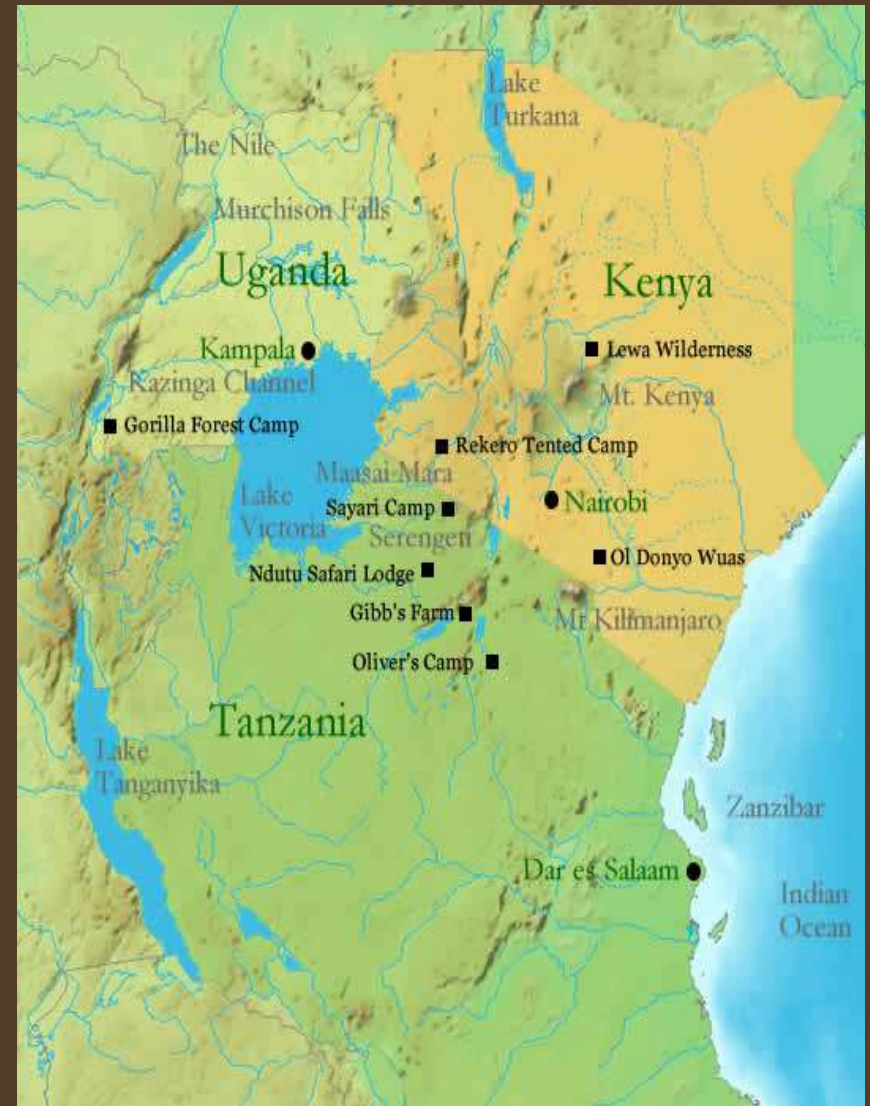 Lake
Turkana
The Nile
Murchison Falls
Uganda
Kenya
Kampala
Lewa Wilderness
Kazinga Channel
Mt. Kenya
Gorilla Forest Camp
Rekero Tented Camp
Maasai Mara
Lake
Victoria
Sayari Camp
Nairobi
Serengeti
Ol Donyo Wuas
Ndutu Safari Lodge
Gibb's Farm
Mt Kilimanjaro
Oliver's Camp
Tanzania
Lake
Tanganyika
Zanzibar
Dar es Salaam
Indian
Ocean